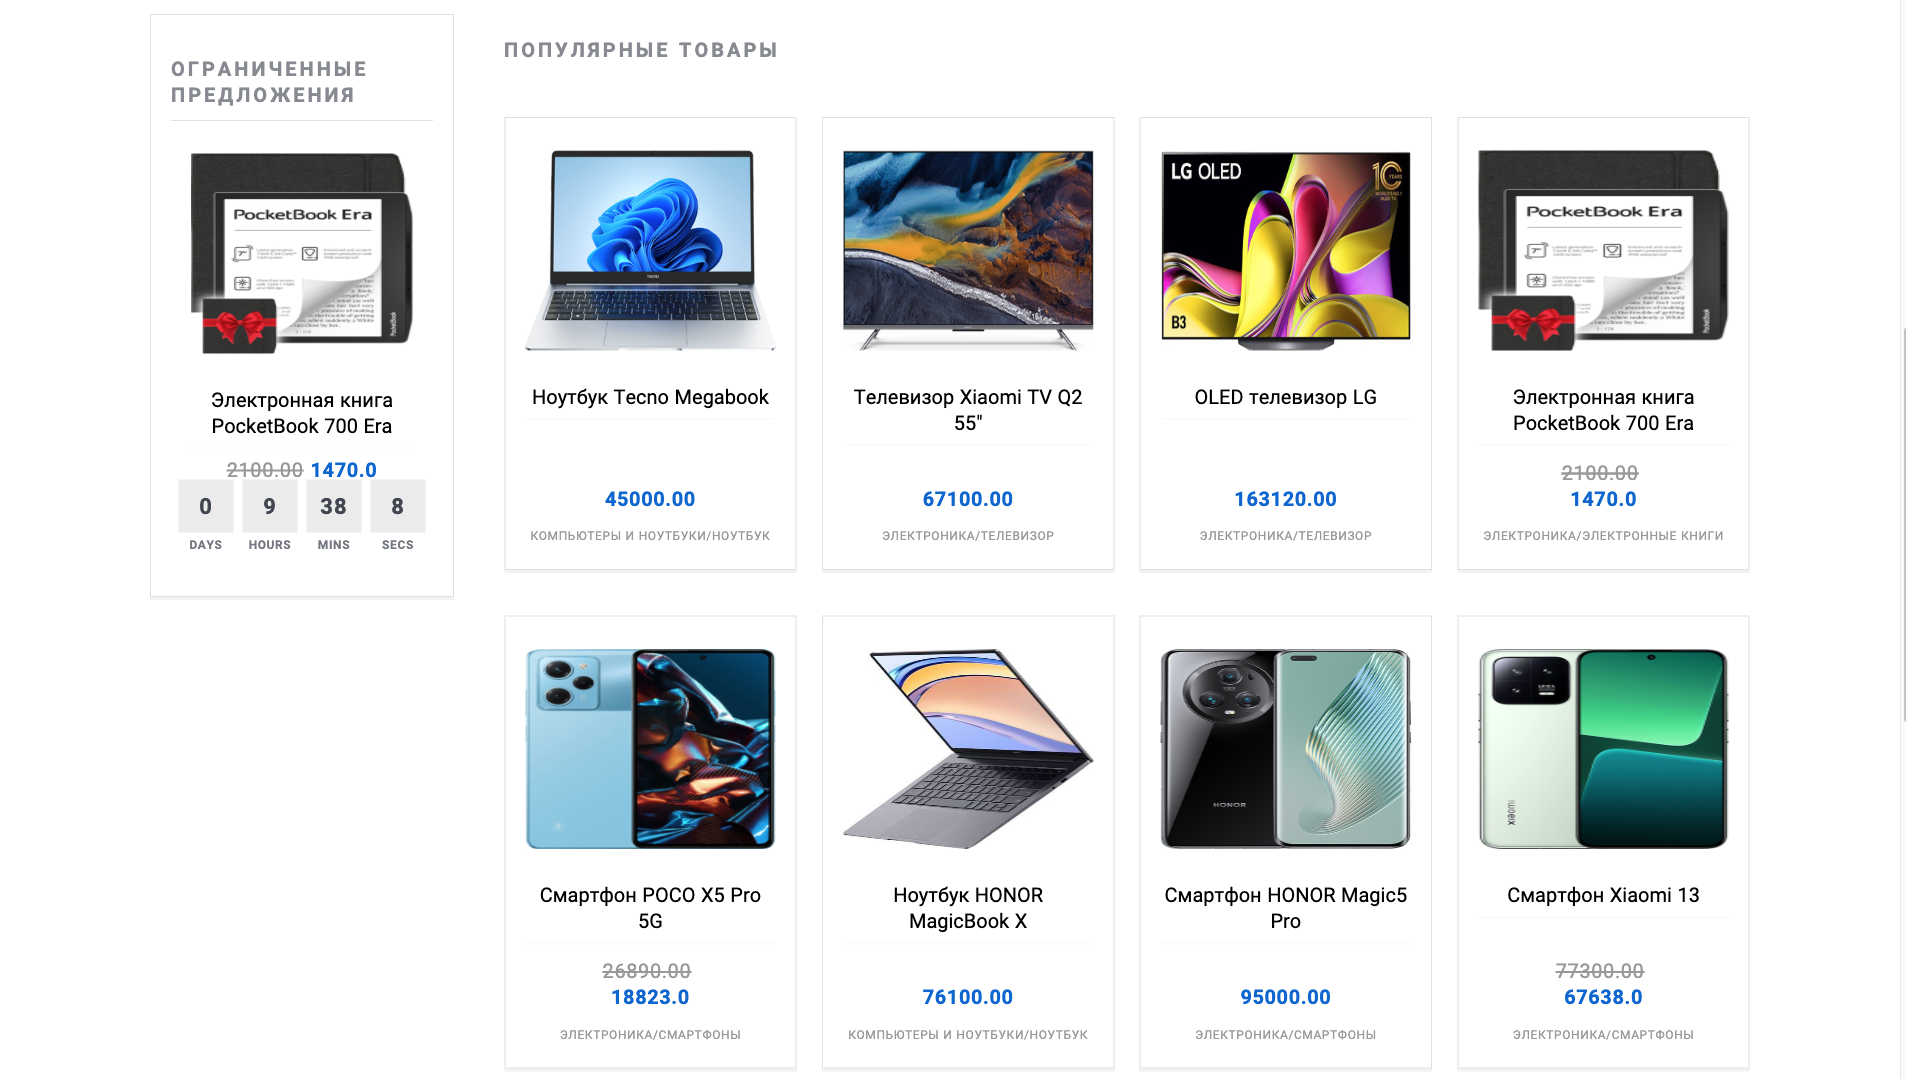 ОГРАНИЧЕННЫЕ
ПРЕДЛОЖЕНИЯ
PocketBook Era
Электронная книга
PocketBook 700 Era
2100.00 1470.0
0 9 38 8
DAYS HOURS MINS SECS
ПОПУЛЯРНЫЕ ТОВАРЫ
TECNO
Ноутбук Tecno Megabook
45000.00
КОМПЬЮТЕРЫ И НОУТБУКИ/НОУТБУК
Телевизор Xiaomi TV Q2
55"
67100.00
ЭЛЕКТРОНИКА/ТЕЛЕВИЗОР
LG OLED
10 YEARS
B3
OLED телевизор LG
163120.00
ЭЛЕКТРОНИКА/ТЕЛЕВИЗОР
PocketBook Era
PocketBook
Электронная книга
PocketBook 700 Era
2100.00
1470.0
ЭЛЕКТРОНИКА/ЭЛЕКТРОННЫЕ КНИГИ
Смартфон POCO X5 Pro
5G
26890.00
18823.0
ЭЛЕКТРОНИКА/СМАРТФОНЫ
Ноутбук HONOR
MagicBook X
76100.00
КОМПЬЮТЕРЫ И НОУТБУКИ/НОУТБУК
HONOR
Смартфон HONOR Magic5
Pro
95000.00
ЭЛЕКТРОНИКА/СМАРТФОНЫ
xiaomi
Смартфон Xiaomi 13
77300.00
67638.0
ЭЛЕКТРОНИКА/СМАРТФОНЫ